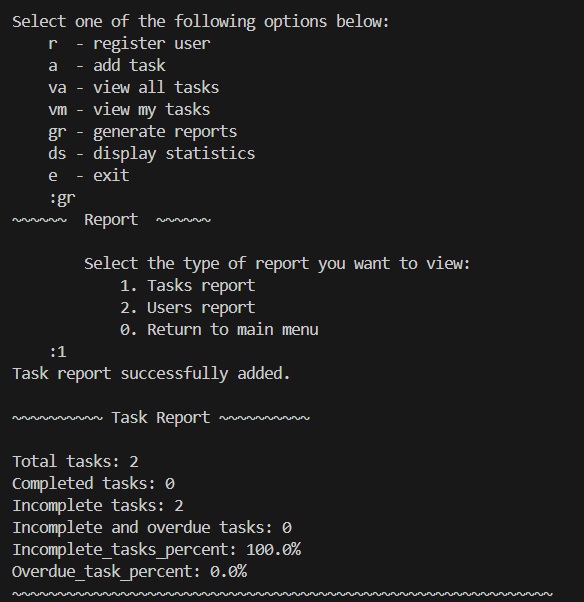 Select one of the following options below:
r - register user
a - add task
va - view all tasks
vm - view my tasks
gr - generate reports
ds - display statistics
e - exit
:gr
~~~~~~ Report ~~~~~~
Select the type of report you want to view:
1. Tasks report
2. Users report
0. Return to main menu
:1
Task report successfully added.
~~~~~~~~~~ Task Report ~~~~~~~~~~
Total tasks: 2
Completed tasks: 0
Incomplete tasks: 2
Incomplete and overdue tasks: 0
Incomplete_tasks_percent: 100.0%
Overdue_task_percent: 0.0%
~~~~~~~~~~~~~~~~~~~~~~~~~~~~~~~~~~~~~~~~~~~~~~~~~~~~~~~~~~~~